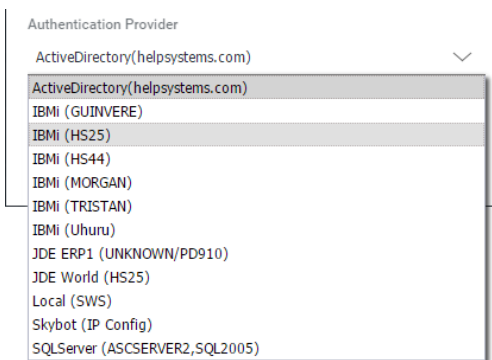 Authentication Provider
ActiveDirectory(helpsystems.com)
ActiveDirectory(helpsystems.com)
IBMi (GUINVERE)
IBMi (HS25)
IBMi (HS44)
IBMi (MORGAN)
IBMi (TRISTAN)
IBMi (Uhuru)
JDE ERP1 (UNKNOWN/PD910)
JDE World (HS25)
Local (SWS)
Skybot (IP Config)
SQLServer (ASCSERVER2,SQL2005)